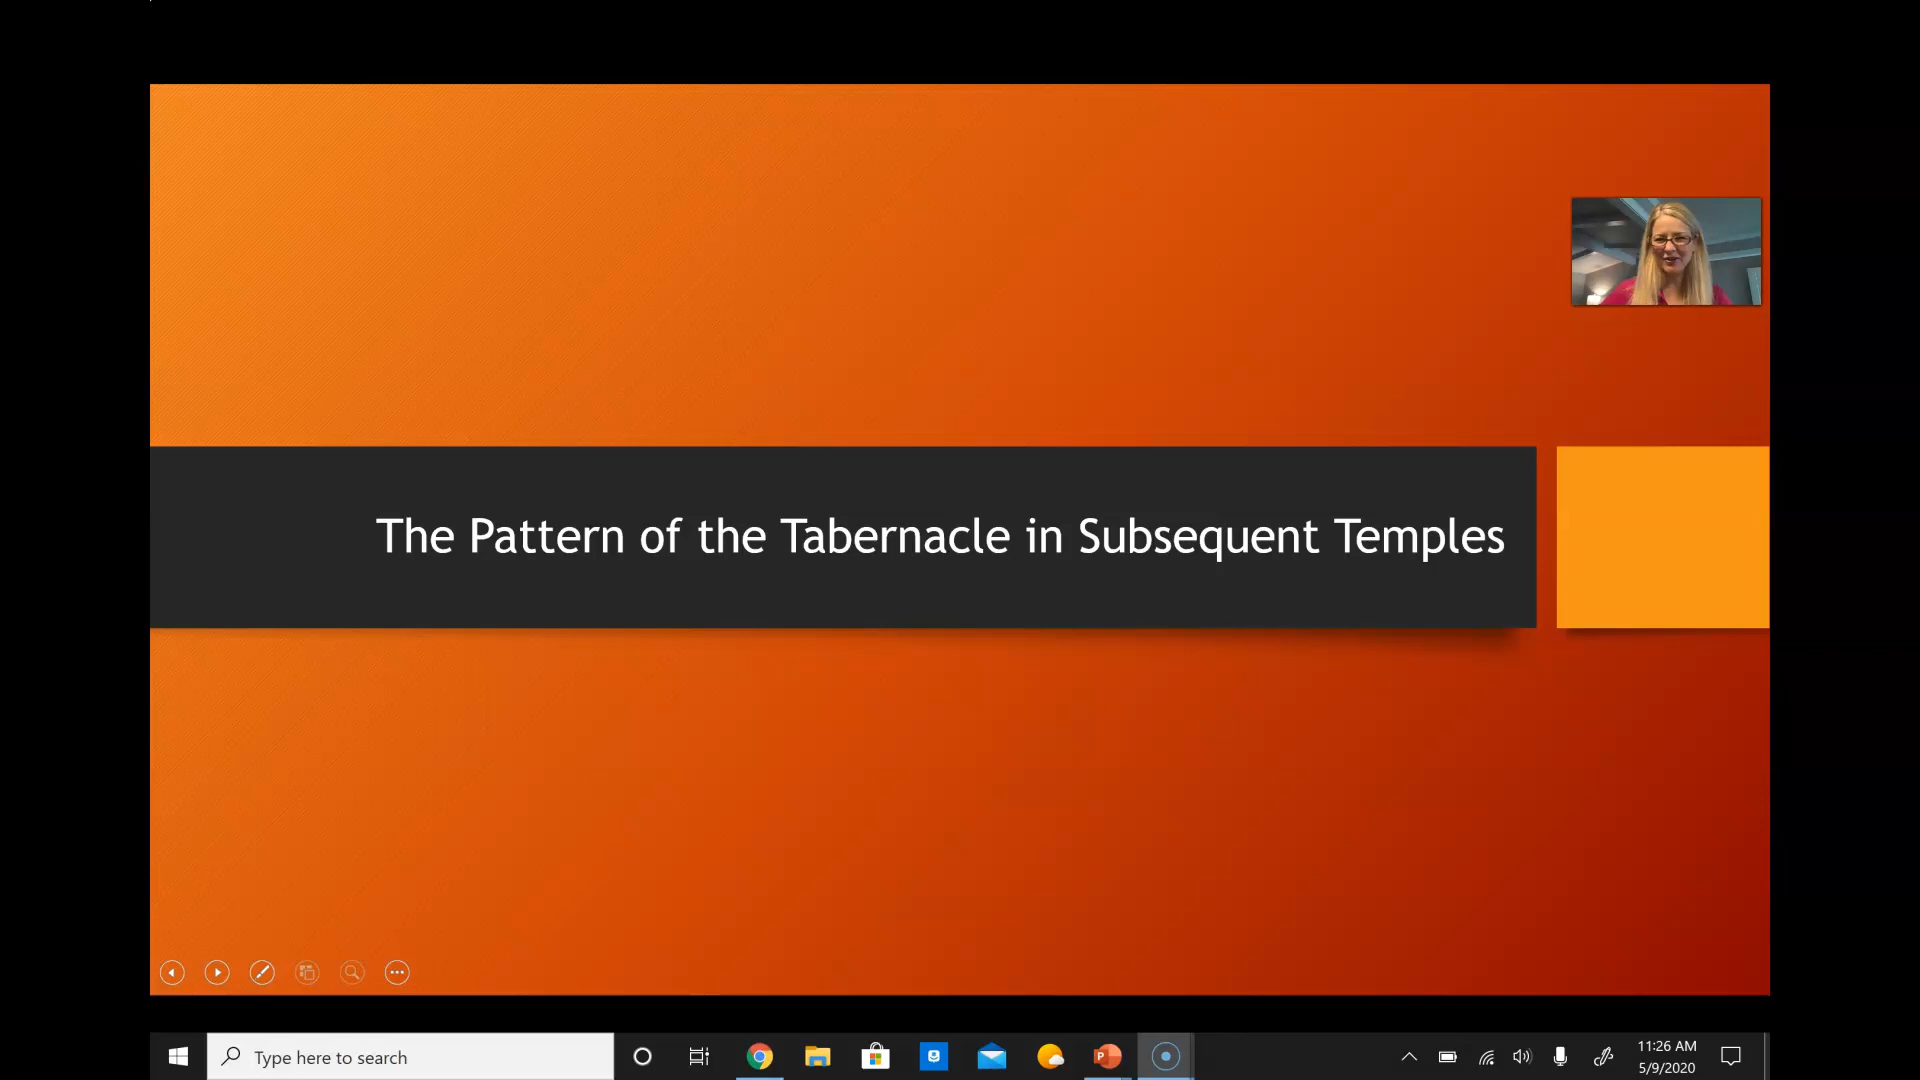 The Pattern of the Tabernacle in Subsequent Temples
Type here to search
P
11:26 AM
5/9/2020